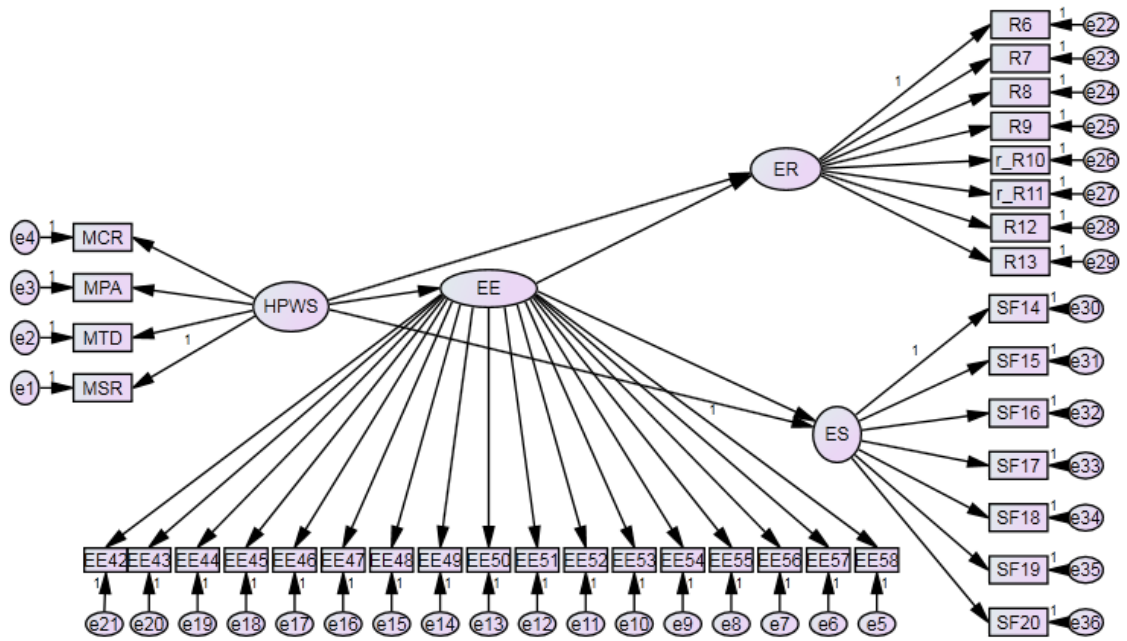 R6 1 e22
1 R7 1 e23
R8 1 e24
R9 1 e25
ER r_R10 1 e26
r_R11 1 e27
R12 1 e28
R13 1 e29
e4 1 MCR
e3 1 MPA
HPWS EE
e2 1 MTD
1
e1 1 MSR
SF14 1 e30
1
SF15 1 e31
1 SF16 1 e32
ES
SF17 1 e33
SF18 1 e34
SF19 1 e35
SF20 1 e36
EE42 EE43 EE44 EE45 EE46 EE47 EE48 EE49 EE50 EE51 EE52 EE53 EE54 EE55 EE56 EE57 EE58
1 1 1 1 1 1 1 1 1 1 1 1 1 1 1 1 1
e21 e20 e19 e18 e17 e16 e15 e14 e13 e12 e11 e10 e9 e8 e7 e6 e5